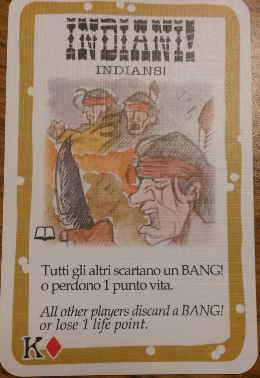 INDIANI!
INDIANS!
Tutti gli altri scartano un BANG!
o perdono 1 punto vita.
All other players discard a BANG!
or lose 1 life point.
K♦